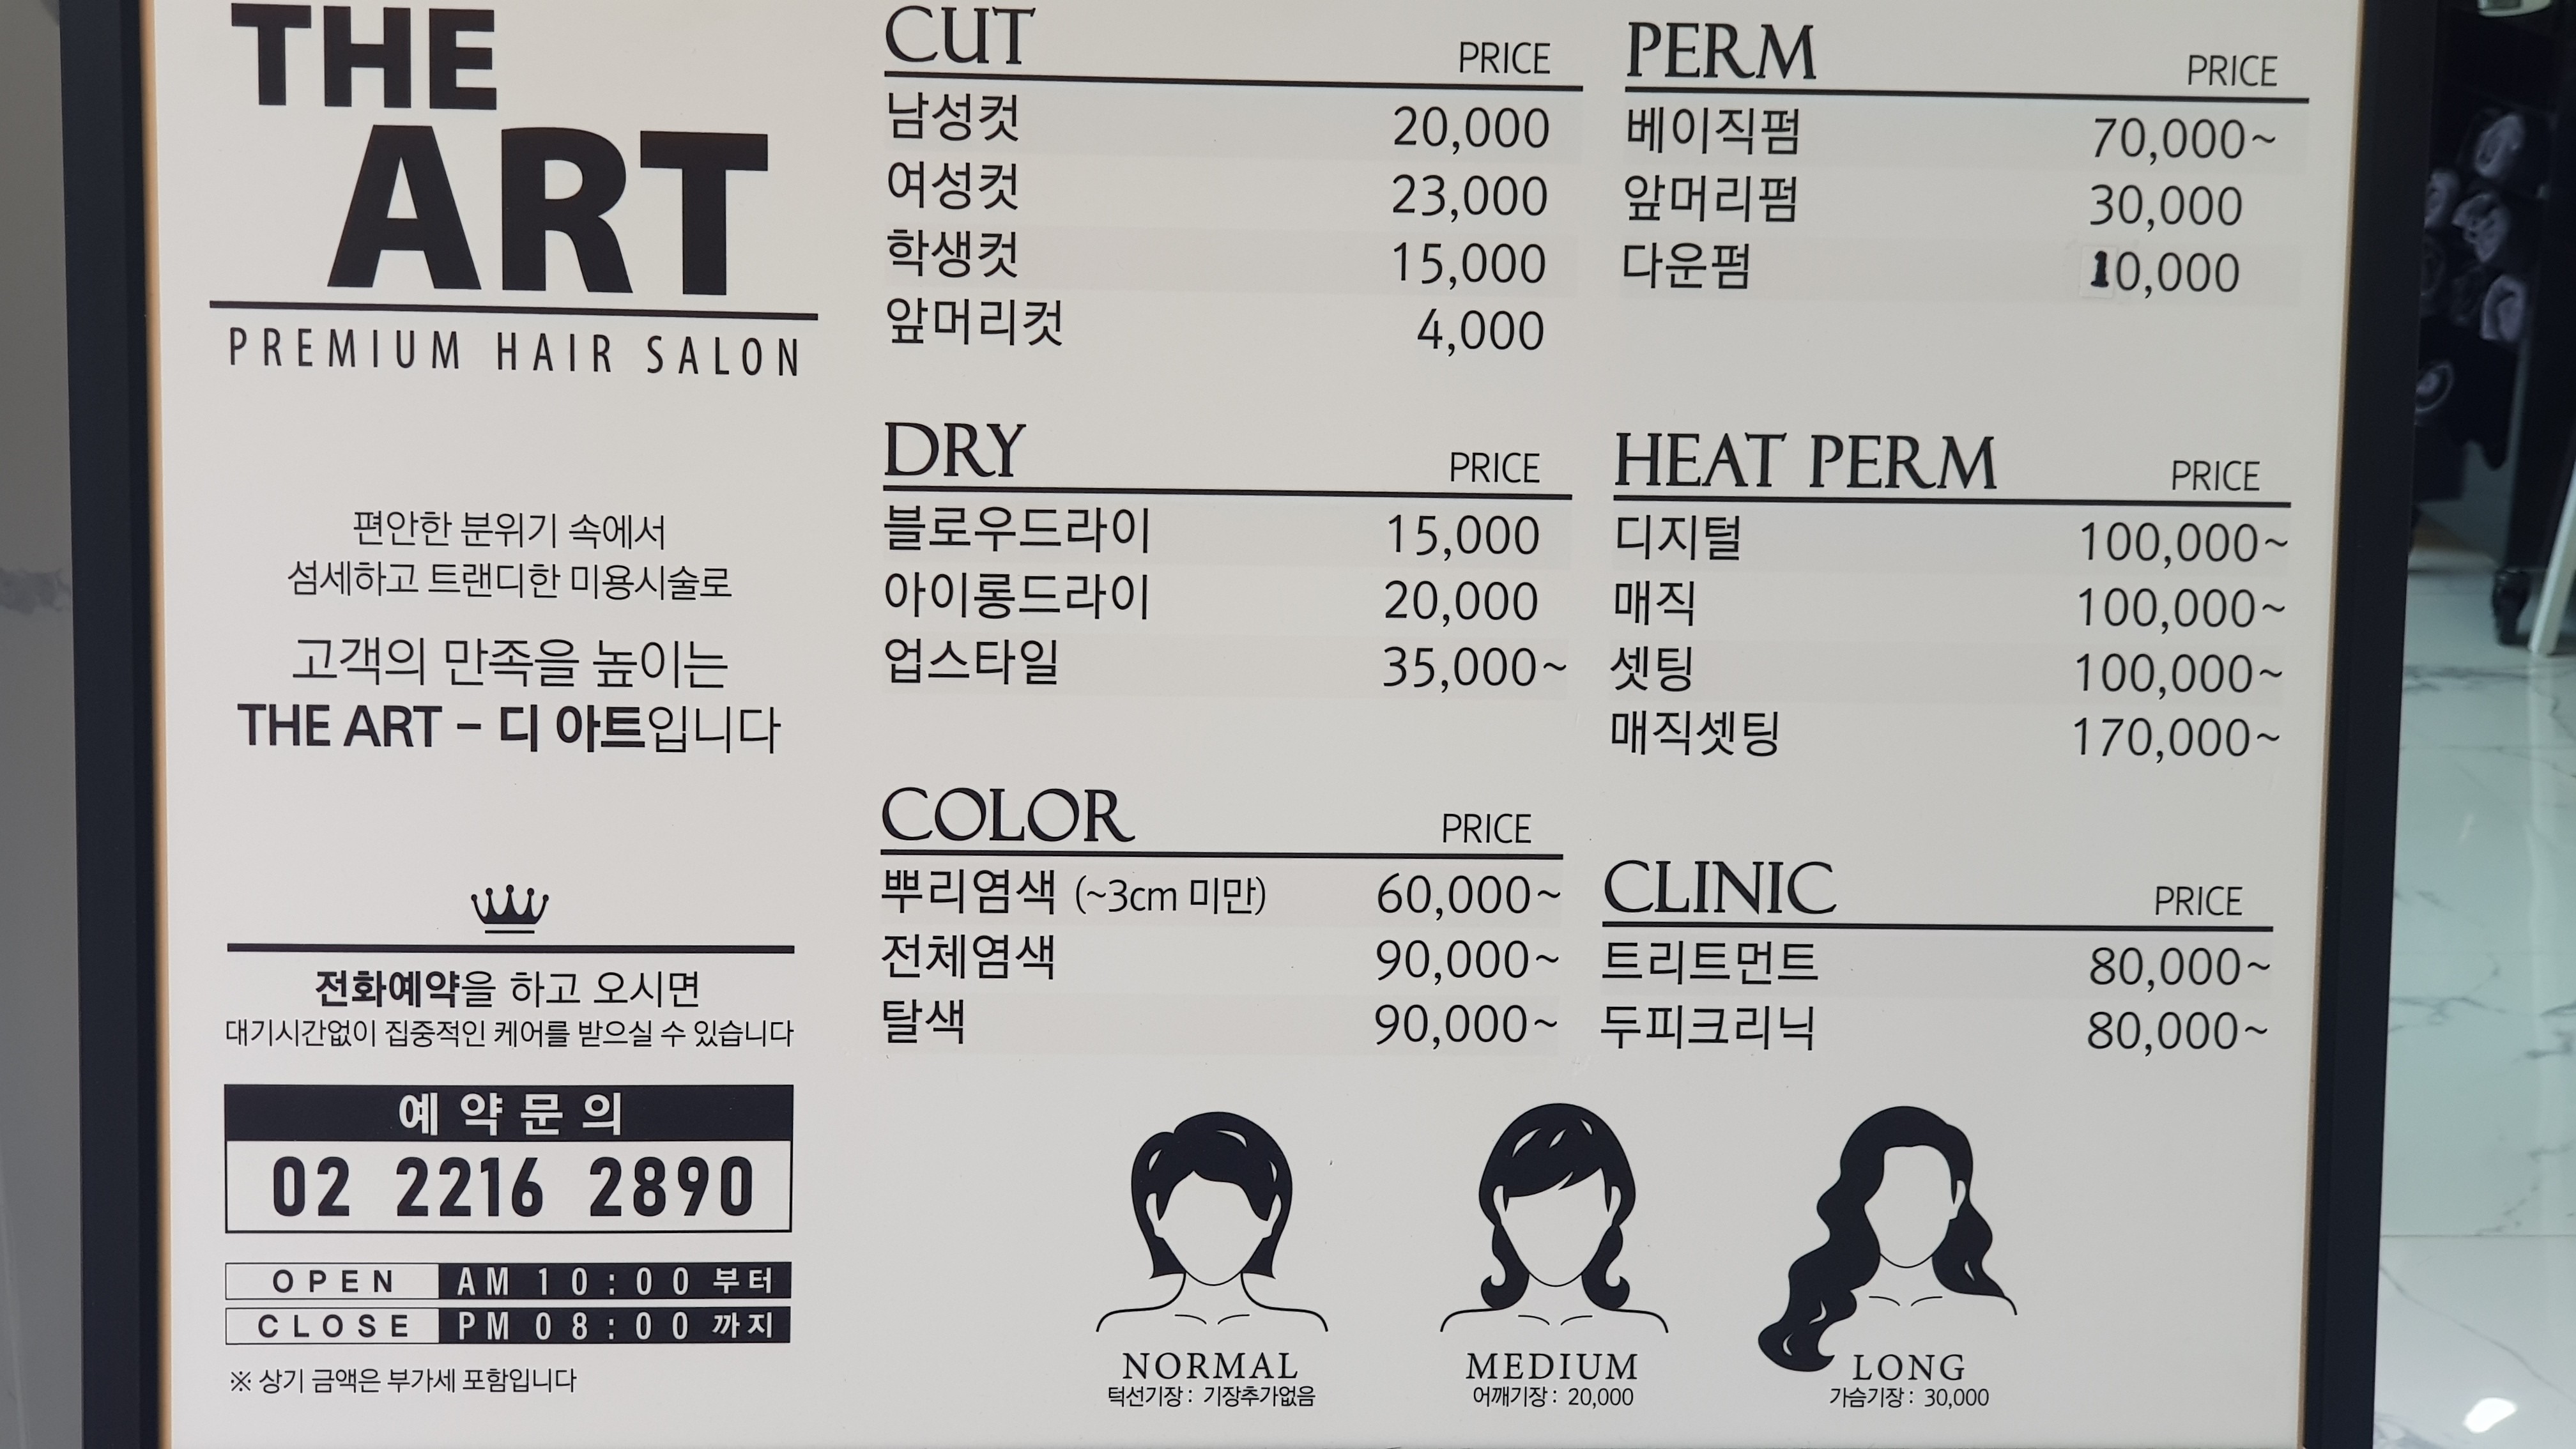 THE
ART
PREMIUM HAIR SALON
편안한 분위기 속에서
섬세하고 트랜디한 미용시술로
고객의 만족을 높이는
THE ART - 디 아트입니다
전화예약을 하고 오시면
대기시간없이 집중적인 케어를 받으실 수 있습니다
예약문의
02 2216 2890
OPEN AM 10:00 부터
CLOSE PM 08:00 까지
※ 상기 금액은 부가세 포함입니다
CUT PRICE
남성컷 20,000
여성컷 23,000
학생컷 15,000
앞머리컷 4,000
DRY PRICE
블로우드라이 15,000
아이롱드라이 20,000
업스타일 35,000~
COLOR PRICE
뿌리염색 (~3cm 미만) 60,000~
전체염색 90,000~
탈색 90,000~
PERM PRICE
베이직펌 70,000~
앞머리펌 30,000
다운펌 10,000
HEAT PERM PRICE
디지털 100,000~
매직 100,000~
셋팅 100,000~
매직셋팅 170,000~
CLINIC PRICE
트리트먼트 80,000~
두피크리닉 80,000~
NORMAL
턱선기장 : 기장추가없음
MEDIUM
어깨기장 : 20,000
LONG
가슴기장 : 30,000